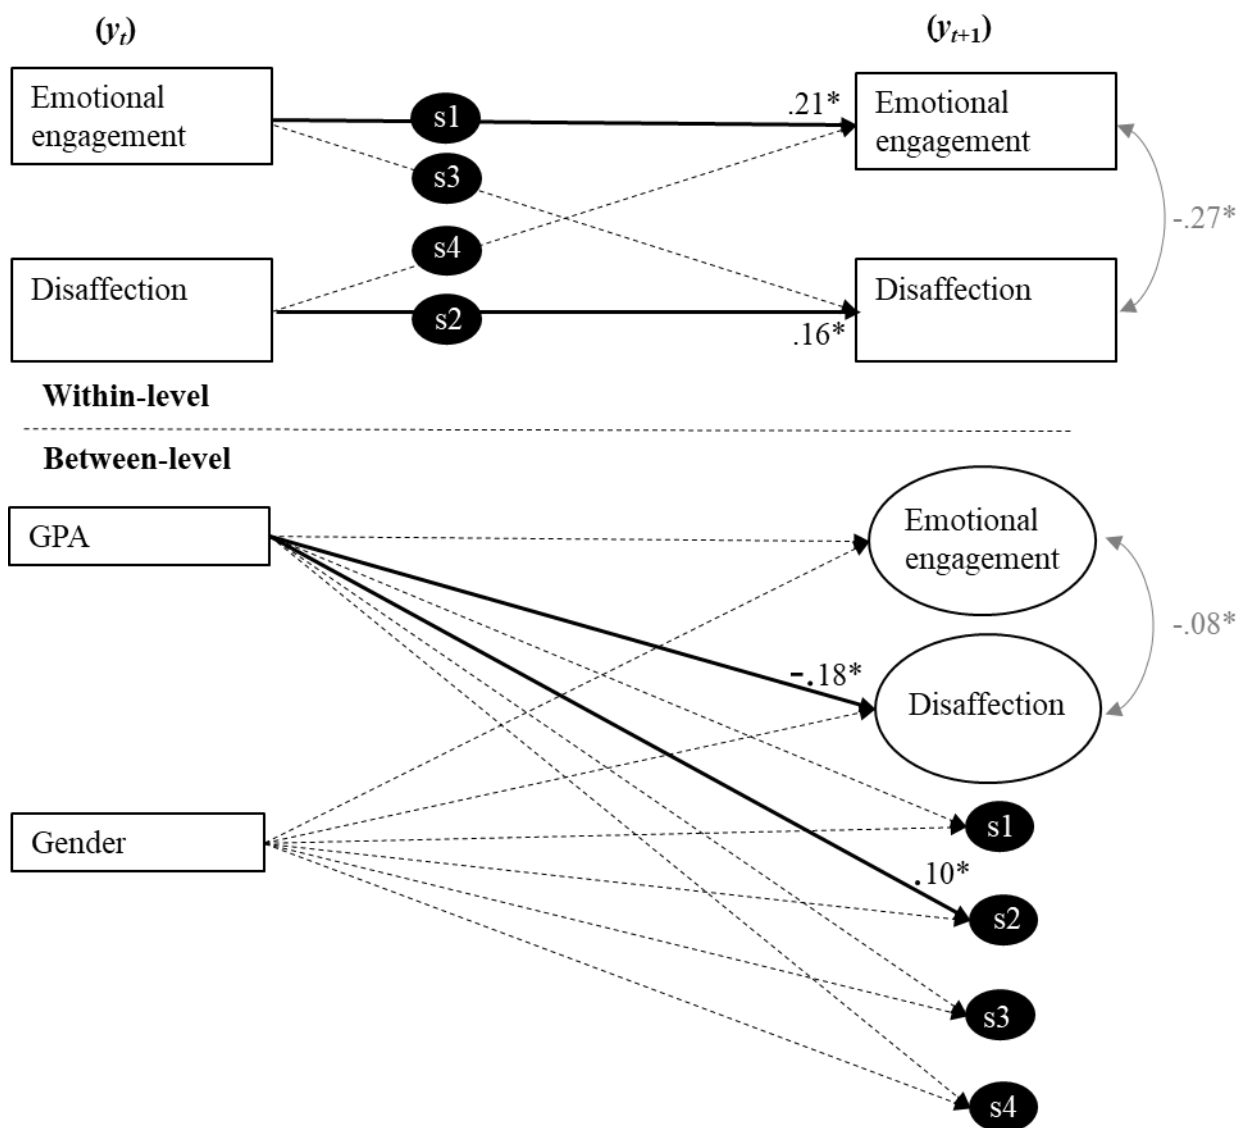 (yt)
(yt+1)
Emotional
engagement
s1
.21*
Emotional
engagement
s3
-.27*
s4
Disaffection
s2
.16*
Disaffection
Within-level
Between-level
GPA
Emotional
engagement
-.08*
-.18*
Disaffection
Gender
s1
.10*
s2
s3
s4